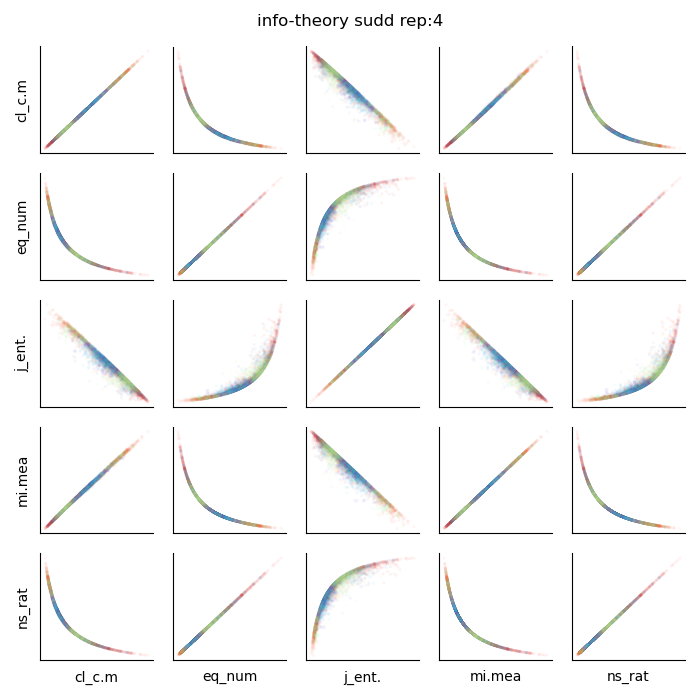 info-theory sudd rep:4
cl_c.m
eq_num
j_ent.
mi.mea
ns_rat
cl_c.m eq_num j_ent. mi.mea ns_rat